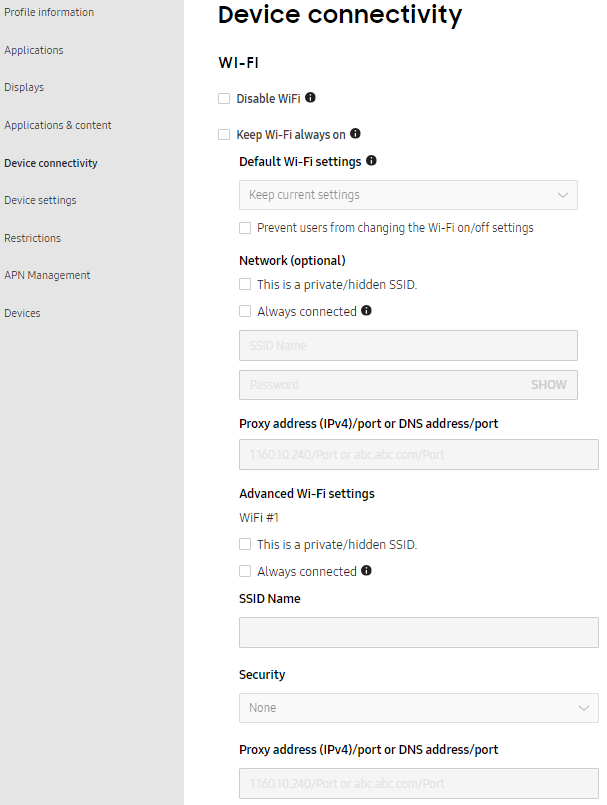 Profile information
Applications
Displays
Applications & content
Device connectivity
Device settings
Restrictions
APN Management
Devices
Device connectivity
WI-FI
Disable WiFi
Keep Wi-Fi always on
Default Wi-Fi settings
Keep current settings
Prevent users from changing the Wi-Fi on/off settings
Network (optional)
This is a private/hidden SSID.
Always connected
SSID Name
Password SHOW
Proxy address (IPv4)/port or DNS address/port
1.160.10.240/Port or abc.abc.com/Port
Advanced Wi-Fi settings
WiFi #1
This is a private/hidden SSID.
Always connected
SSID Name
Security
None
Proxy address (IPv4)/port or DNS address/port
1.160.10.240/Port or abc.abc.com/Port